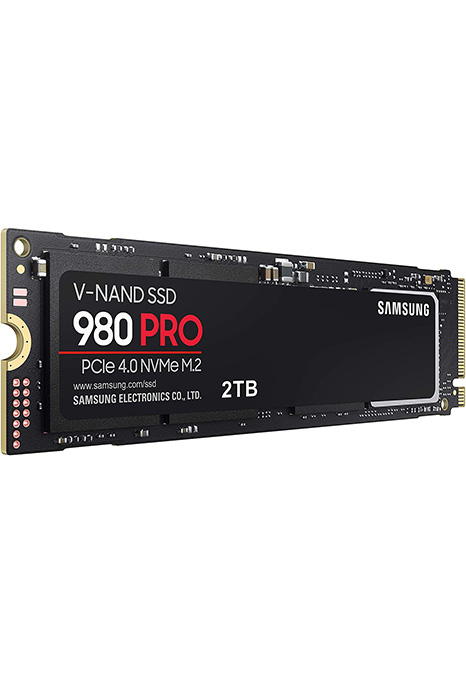 V-NAND SSD
980 PRO
PCIe 4.0 NVMe M.2
www.samsung.com/ssd
SAMSUNG ELECTRONICS CO., LTD.
2TB
SAMSUNG